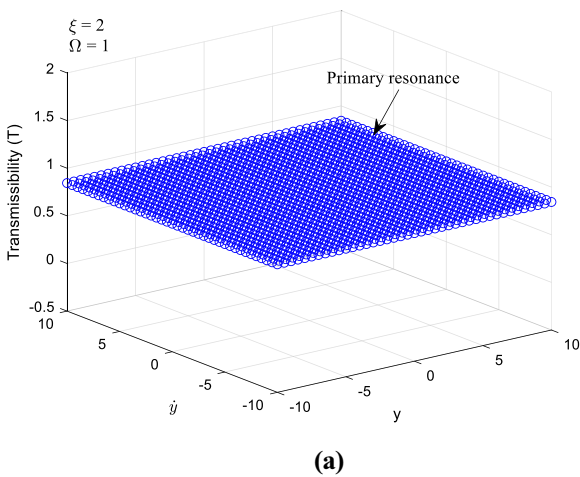 ξ = 2
Ω = 1
Primary resonance
Transmissibility (T)
2
1.5
1
0.5
0
-0.5
10
5
0
-5
-10
ẏ
-10
-5
0
5
10
y
(a)